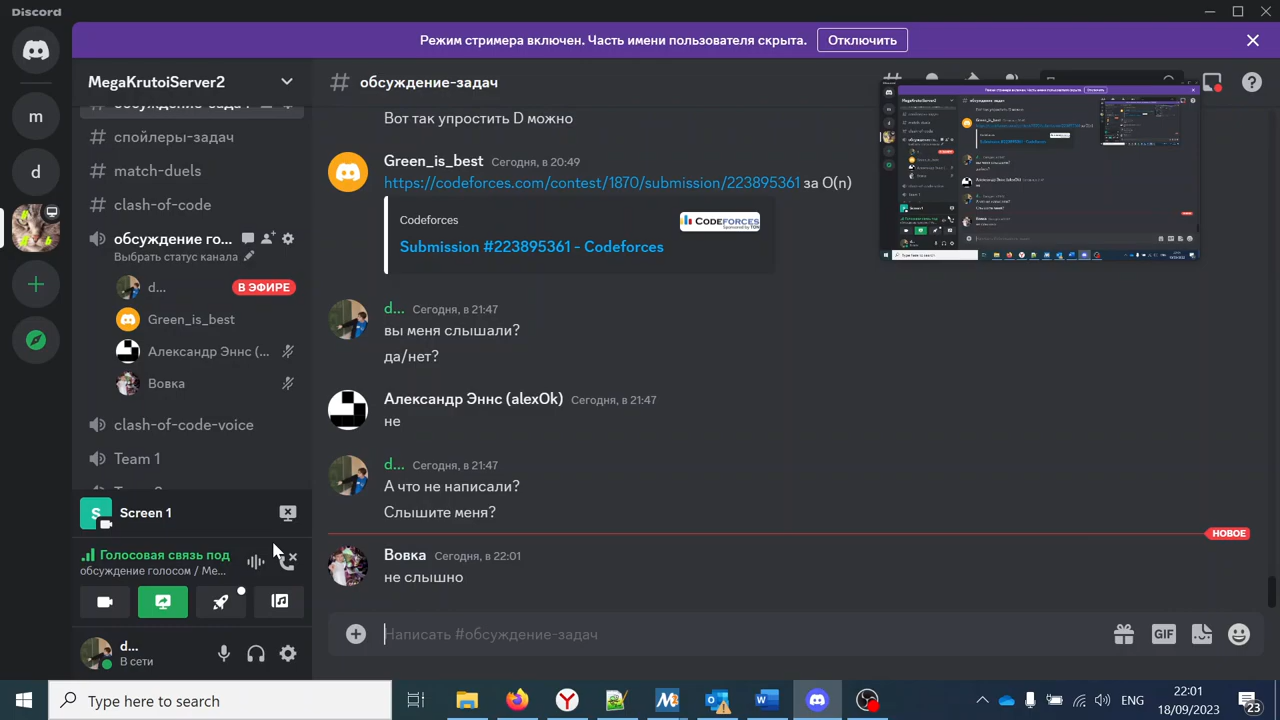 Discord
Режим стримера включен. Часть имени пользователя скрыта.
Отключить
MegaKrutoiServer2
m
d
спойлеры-задач
match-duels
clash-of-code
обсуждение го...
Выбрать статус канала
d...
В ЭФИРЕ
Green_is_best
Александр Эннс (...
Вовка
clash-of-code-voice
Team 1
S
Screen 1
Голосовая связь под
обсуждение голосом / Ме...
d...
В сети
обсуждение-задач
Вот так упростить D можно
Green_is_best Сегодня, в 20:49
https://codeforces.com/contest/1870/submission/223895361 за O(n)
Codeforces
CODEFORCES
Sponsored by TON
Submission #223895361 - Codeforces
d... Сегодня, в 21:47
вы меня слышали?
да/нет?
Александр Эннс (alexOk) Сегодня, в 21:47
не
d... Сегодня, в 21:47
А что не написали?
Слышите меня?
НОВОЕ
Вовка Сегодня, в 22:01
не слышно
Написать #обсуждение-задач
GIF
Type here to search
ENG
22:01
18/09/2023
23